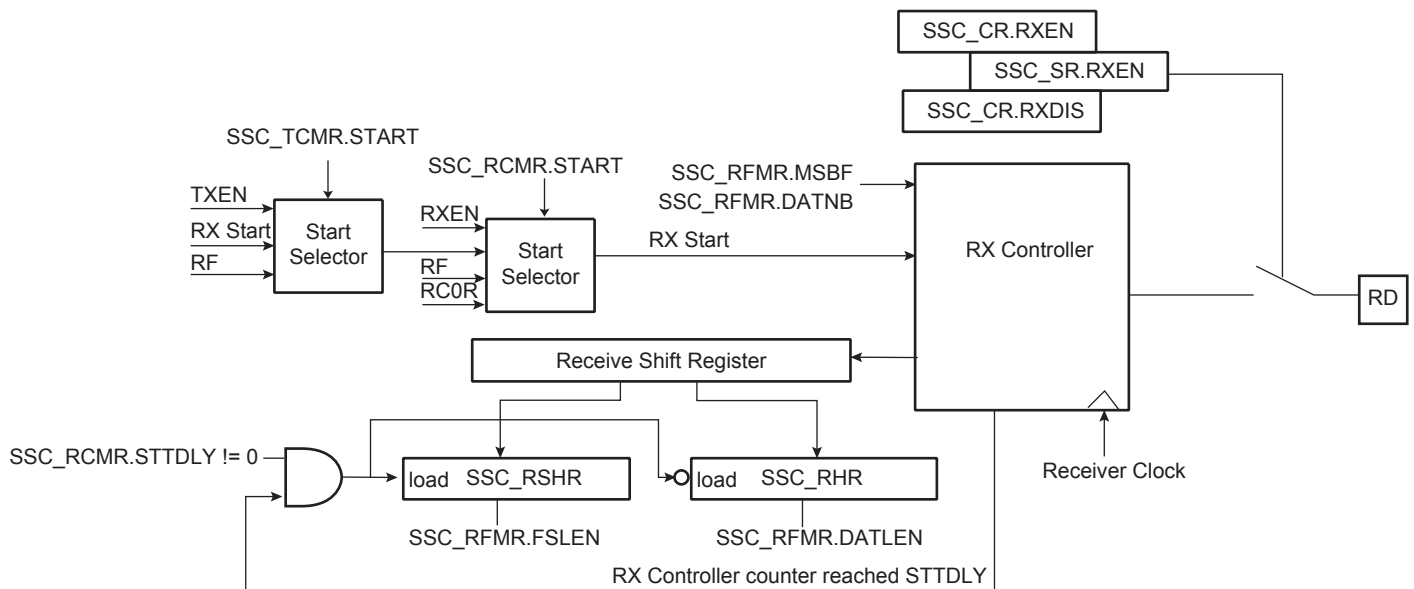 SSC_CR.RXEN
SSC_SR.RXEN
SSC_CR.RXDIS
SSC_TCMR.START
SSC_RCMR.START
SSC_RFMR.MSBF
SSC_RFMR.DATNB
TXEN
RX Start
RF
Start
Selector
RXEN
RF
RC0R
Start
Selector
RX Start
RX Controller
RD
Receive Shift Register
SSC_RCMR.STTDLY != 0
load SSC_RSHR
load SSC_RHR
Receiver Clock
SSC_RFMR.FSLEN
SSC_RFMR.DATLEN
RX Controller counter reached STTDLY